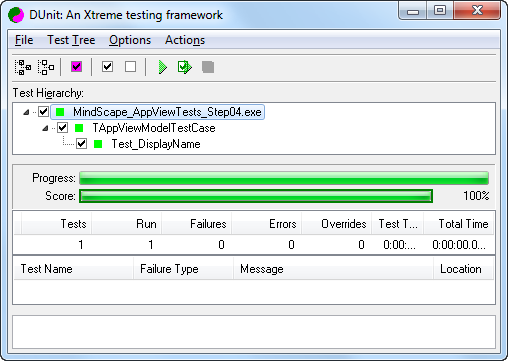 DUnit: An Xtreme testing framework
File Test Tree Options Actions
Test Hierarchy:
MindScape_AppViewTests_Step04.exe
TAppViewModelTestCase
Test_DisplayName
Progress:
Score: 100%
Tests Run Failures Errors Overrides Test T... Total Time
1 1 0 0 0 0:00:... 0:00:00.0...
Test Name Failure Type Message Location